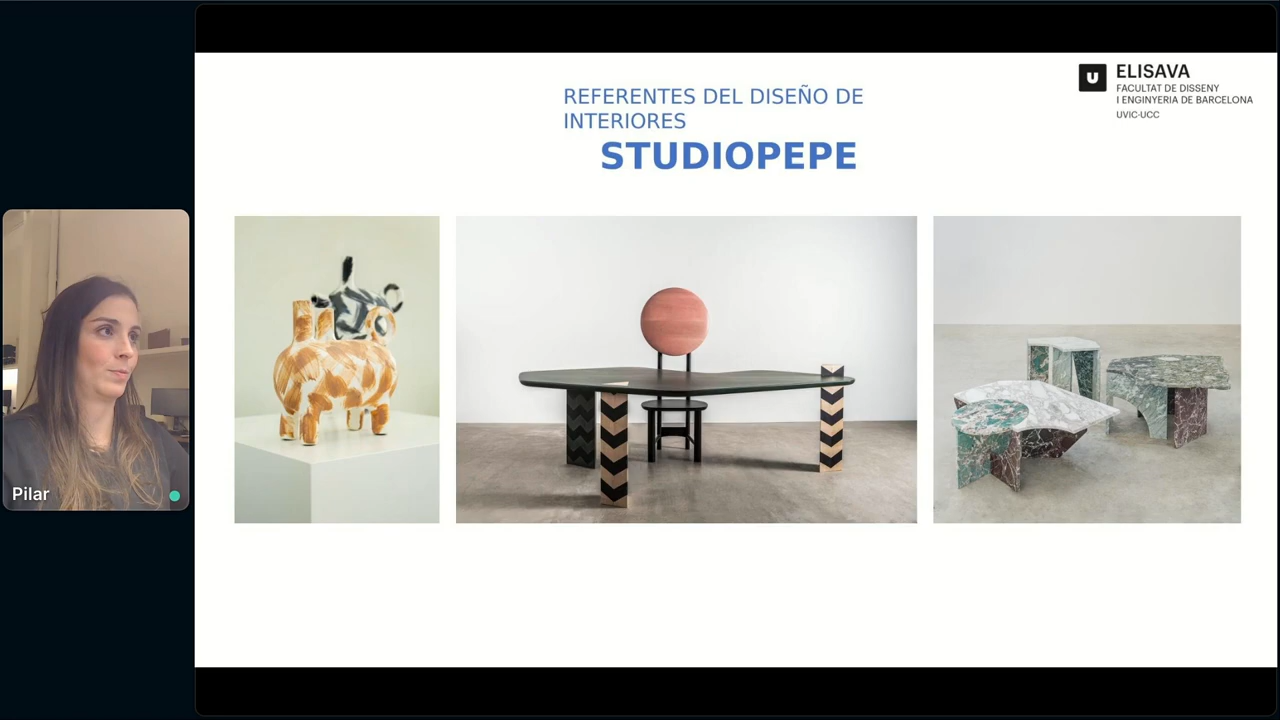 REFERENTES DEL DISEÑO DE
INTERIORES
STUDIOPEPE
U
ELISAVA
FACULTAT DE DISSENY
I ENGINYERIA DE BARCELONA
UVIC·UCC
Pilar